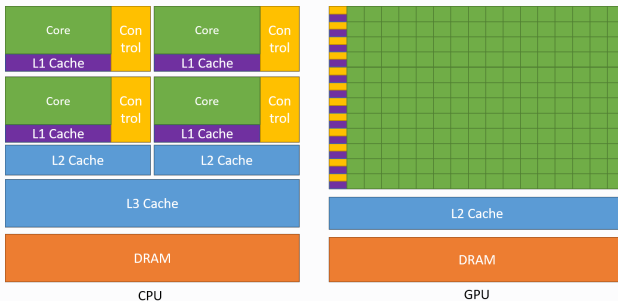 Core
Con
trol
L1 Cache
Core
Con
trol
L1 Cache
Core
Con
trol
L1 Cache
Core
Con
trol
L1 Cache
L2 Cache
L2 Cache
L3 Cache
DRAM
CPU
L2 Cache
DRAM
GPU